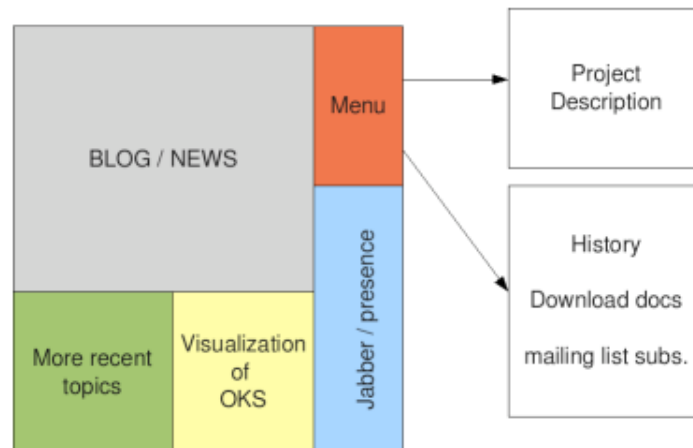 BLOG / NEWS
Menu
Project
Description
Jabber / presence
History
Download docs
mailing list subs.
More recent
topics
Visualization
of
OKS